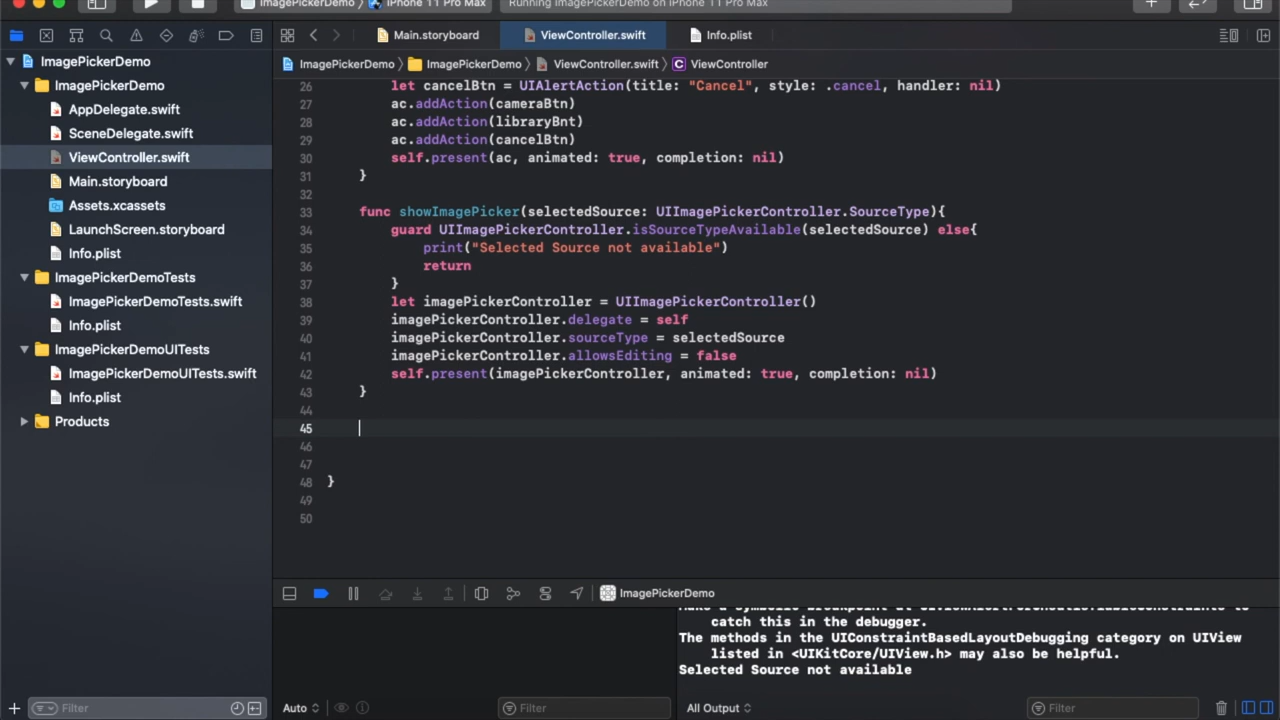 ImagePickerDemo
iPhone 11 Pro Max
Running ImagePickerDemo on iPhone 11 Pro Max
Main.storyboard
ViewController.swift
Info.plist
ImagePickerDemo
ImagePickerDemo
ViewController.swift
C ViewController
ImagePickerDemo
ImagePickerDemo
AppDelegate.swift
SceneDelegate.swift
ViewController.swift
Main.storyboard
Assets.xcassets
LaunchScreen.storyboard
Info.plist
ImagePickerDemoTests
ImagePickerDemoTests.swift
Info.plist
ImagePickerDemoUITests
ImagePickerDemoUITests.swift
Info.plist
Products
26 let cancelBtn = UIAlertAction(title: "Cancel", style: .cancel, handler: nil)
27 ac.addAction(cameraBtn)
28 ac.addAction(libraryBnt)
29 ac.addAction(cancelBtn)
30 self.present(ac, animated: true, completion: nil)
31 }
32
33 func showImagePicker(selectedSource: UIImagePickerController.SourceType){
34 guard UIImagePickerController.isSourceTypeAvailable(selectedSource) else{
35 print("Selected Source not available")
36 return
37 }
38 let imagePickerController = UIImagePickerController()
39 imagePickerController.delegate = self
40 imagePickerController.sourceType = selectedSource
41 imagePickerController.allowsEditing = false
42 self.present(imagePickerController, animated: true, completion: nil)
43 }
44
45
46
47
48 }
49
50
ImagePickerDemo
catch this in the debugger.
The methods in the UIConstraintBasedLayoutDebugging category on UIView
listed in <UIKitCore/UIView.h> may also be helpful.
Selected Source not available
Filter
Auto
Filter
All Output
Filter